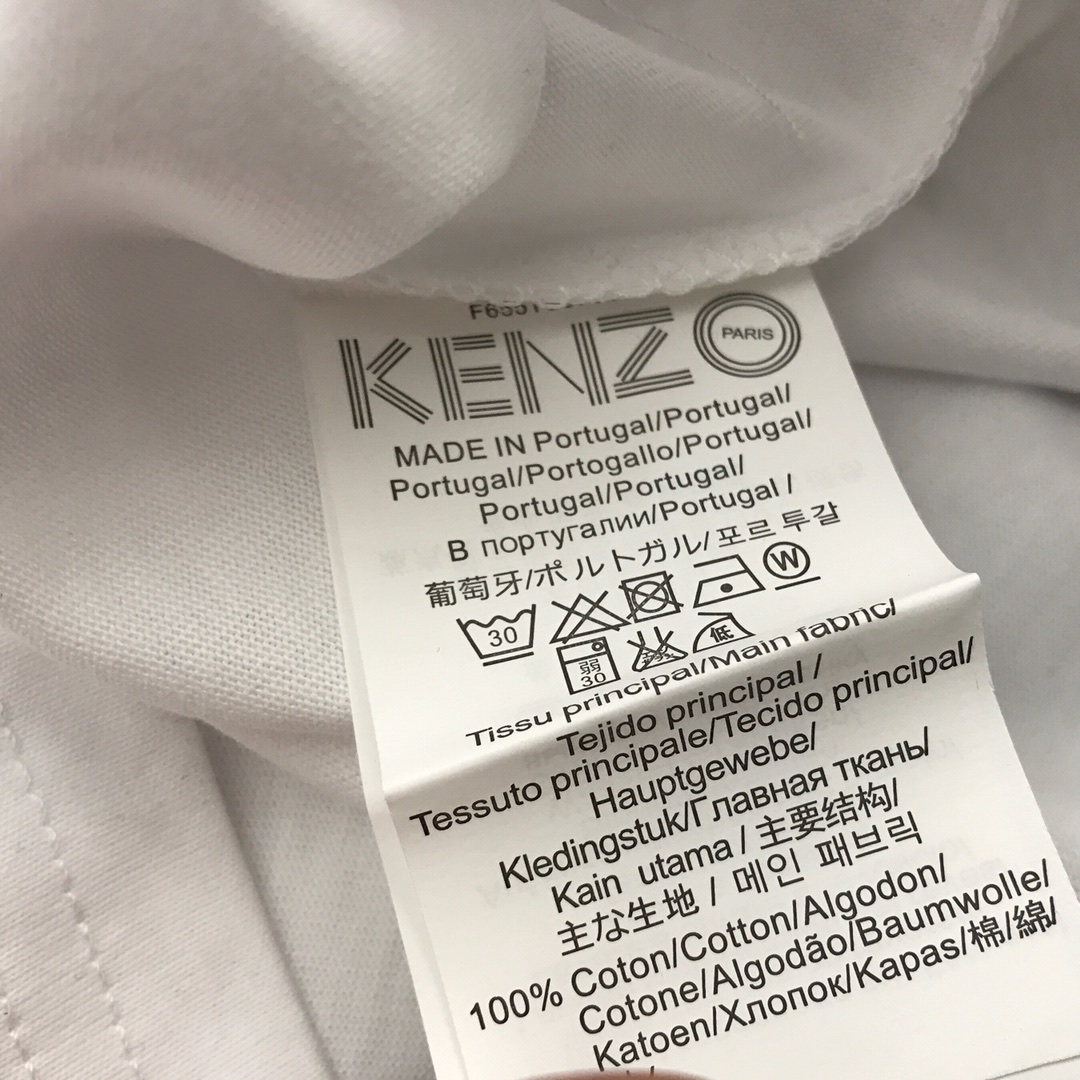 KENZO PARIS
MADE IN Portugal/Portugal/
Portugal/Portogallo/Portugal/
Portugal/Portugal/
В португалии/Portugal /
葡萄牙/ポルトガル/포르투갈
30 W
弱 30 低
Tissu principal/Main fabric/
Tejido principal /
Tessuto principale/Tecido principal/
Hauptgewebe/
Kledingstuk/Главная ткань/
Kain utama / 主要结构/
主な生地 / 메인 패브릭
100% Coton/Cotton/Algodon/
Cotone/Algodão/Baumwolle/
Katoen/Хлопок/Kapas/棉/綿/